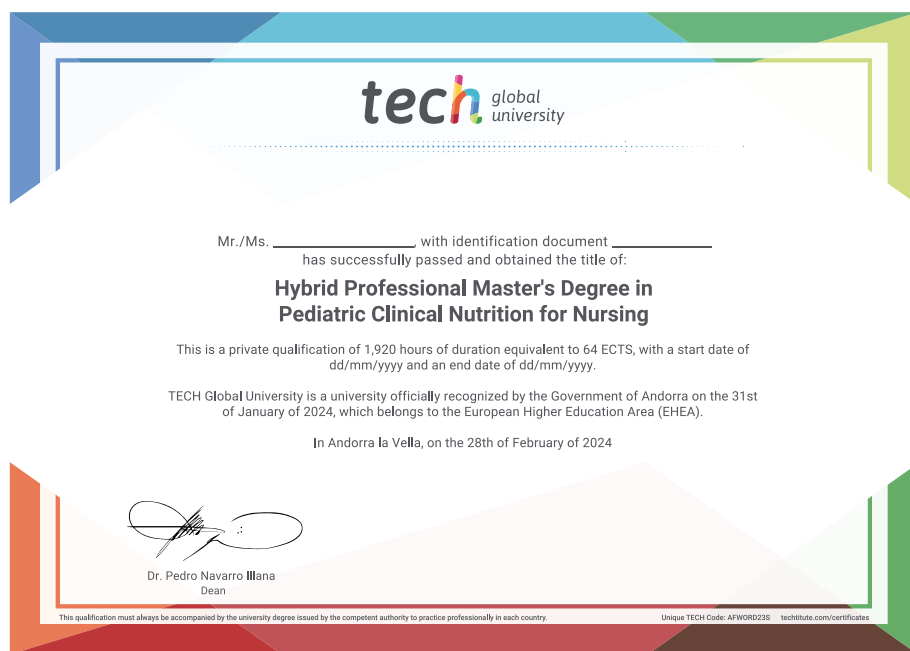 tech global
university
Mr./Ms. ____________, with identification document ____________
has successfully passed and obtained the title of:
Hybrid Professional Master's Degree in
Pediatric Clinical Nutrition for Nursing
This is a private qualification of 1,920 hours of duration equivalent to 64 ECTS, with a start date of
dd/mm/yyyy and an end date of dd/mm/yyyy.
TECH Global University is a university officially recognized by the Government of Andorra on the 31st
of January of 2024, which belongs to the European Higher Education Area (EHEA).
In Andorra la Vella, on the 28th of February of 2024
Dr. Pedro Navarro Illana
Dean
This qualification must always be accompanied by the university degree issued by the competent authority to practice professionally in each country.
Unique TECH Code: AFWORD23S techtitute.com/certificates